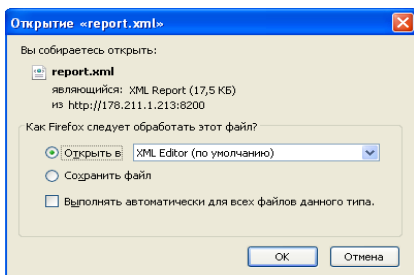 Открытие «report.xml»
Вы собираетесь открыть:
report.xml
являющийся: XML Report (17,5 КБ)
из http://178.211.1.213:8200
Как Firefox следует обработать этот файл?
Открыть в XML Editor (по умолчанию)
Сохранить файл
Выполнять автоматически для всех файлов данного типа.
OK Отмена